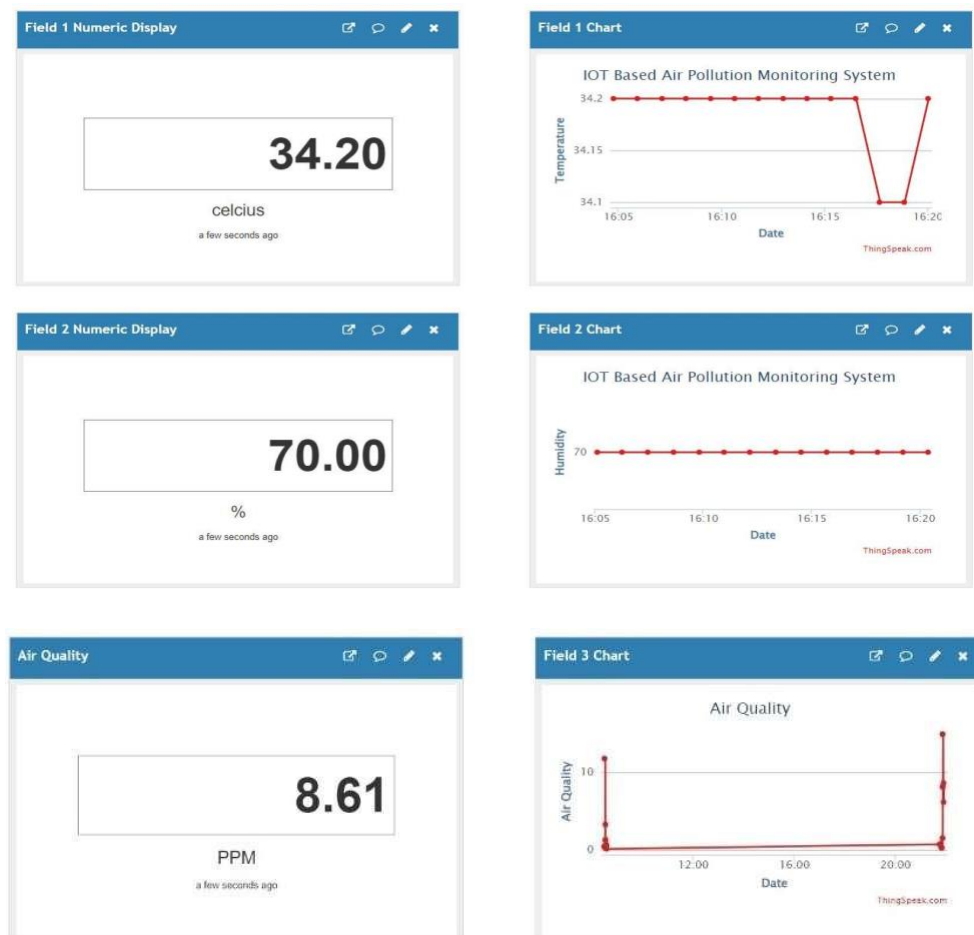 Field 1 Numeric Display
34.20
celcius
a few seconds ago
Field 1 Chart
IOT Based Air Pollution Monitoring System
Temperature
34.2
34.15
34.1
16:05 16:10 16:15 16:20
Date
ThingSpeak.com
Field 2 Numeric Display
70.00
%
a few seconds ago
Field 2 Chart
IOT Based Air Pollution Monitoring System
Humidity
70
16:05 16:10 16:15 16:20
Date
ThingSpeak.com
Air Quality
8.61
PPM
a few seconds ago
Field 3 Chart
Air Quality
Air Quality
10
0
12:00 16:00 20:00
Date
ThingSpeak.com